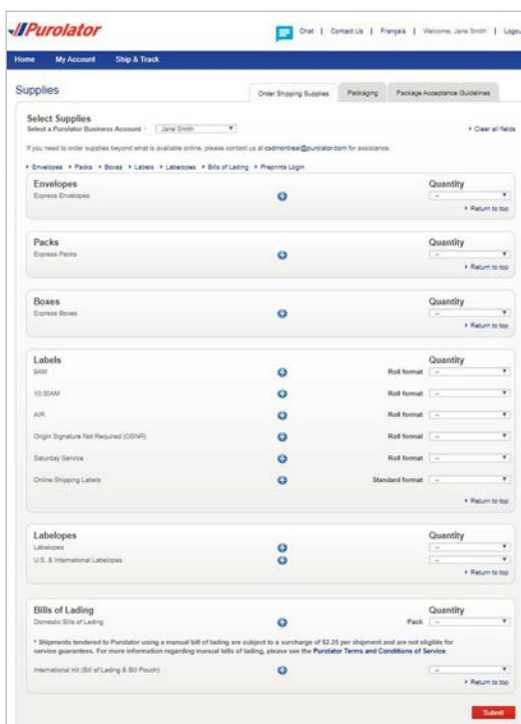 Purolator
Chat | Contact Us | Français | Welcome, Jane Smith | Logou
Home My Account Ship & Track
Supplies
Order Shipping Supplies Packaging Package Acceptance Guidelines
Select Supplies
Select a Purolator Business Account Jane Smith
Clear all fields
If you need to order supplies beyond what is available online, please contact us at csdmontreal@purolator.com for assistance.
Envelopes Packs Boxes Labels Labelopes Bills of Lading Preprints Login
Envelopes Quantity
Express Envelopes --
Return to top
Packs Quantity
Express Packs --
Return to top
Boxes Quantity
Express Boxes --
Return to top
Labels Quantity
9AM Roll format --
10:30AM Roll format --
AIR Roll format --
Origin Signature Not Required (OSNR) Roll format --
Saturday Service Roll format --
Online Shipping Labels Standard format --
Return to top
Labelopes Quantity
Labelopes --
U.S. & International Labelopes --
Return to top
Bills of Lading Quantity
Domestic Bills of Lading Pack --
* Shipments tendered to Purolator using a manual bill of lading are subject to a surcharge of $2.25 per shipment and are not eligible for
service guarantees. For more information regarding manual bills of lading, please see the Purolator Terms and Conditions of Service.
International Kit (Bill of Lading & Bill Pouch) --
Return to top
Submit